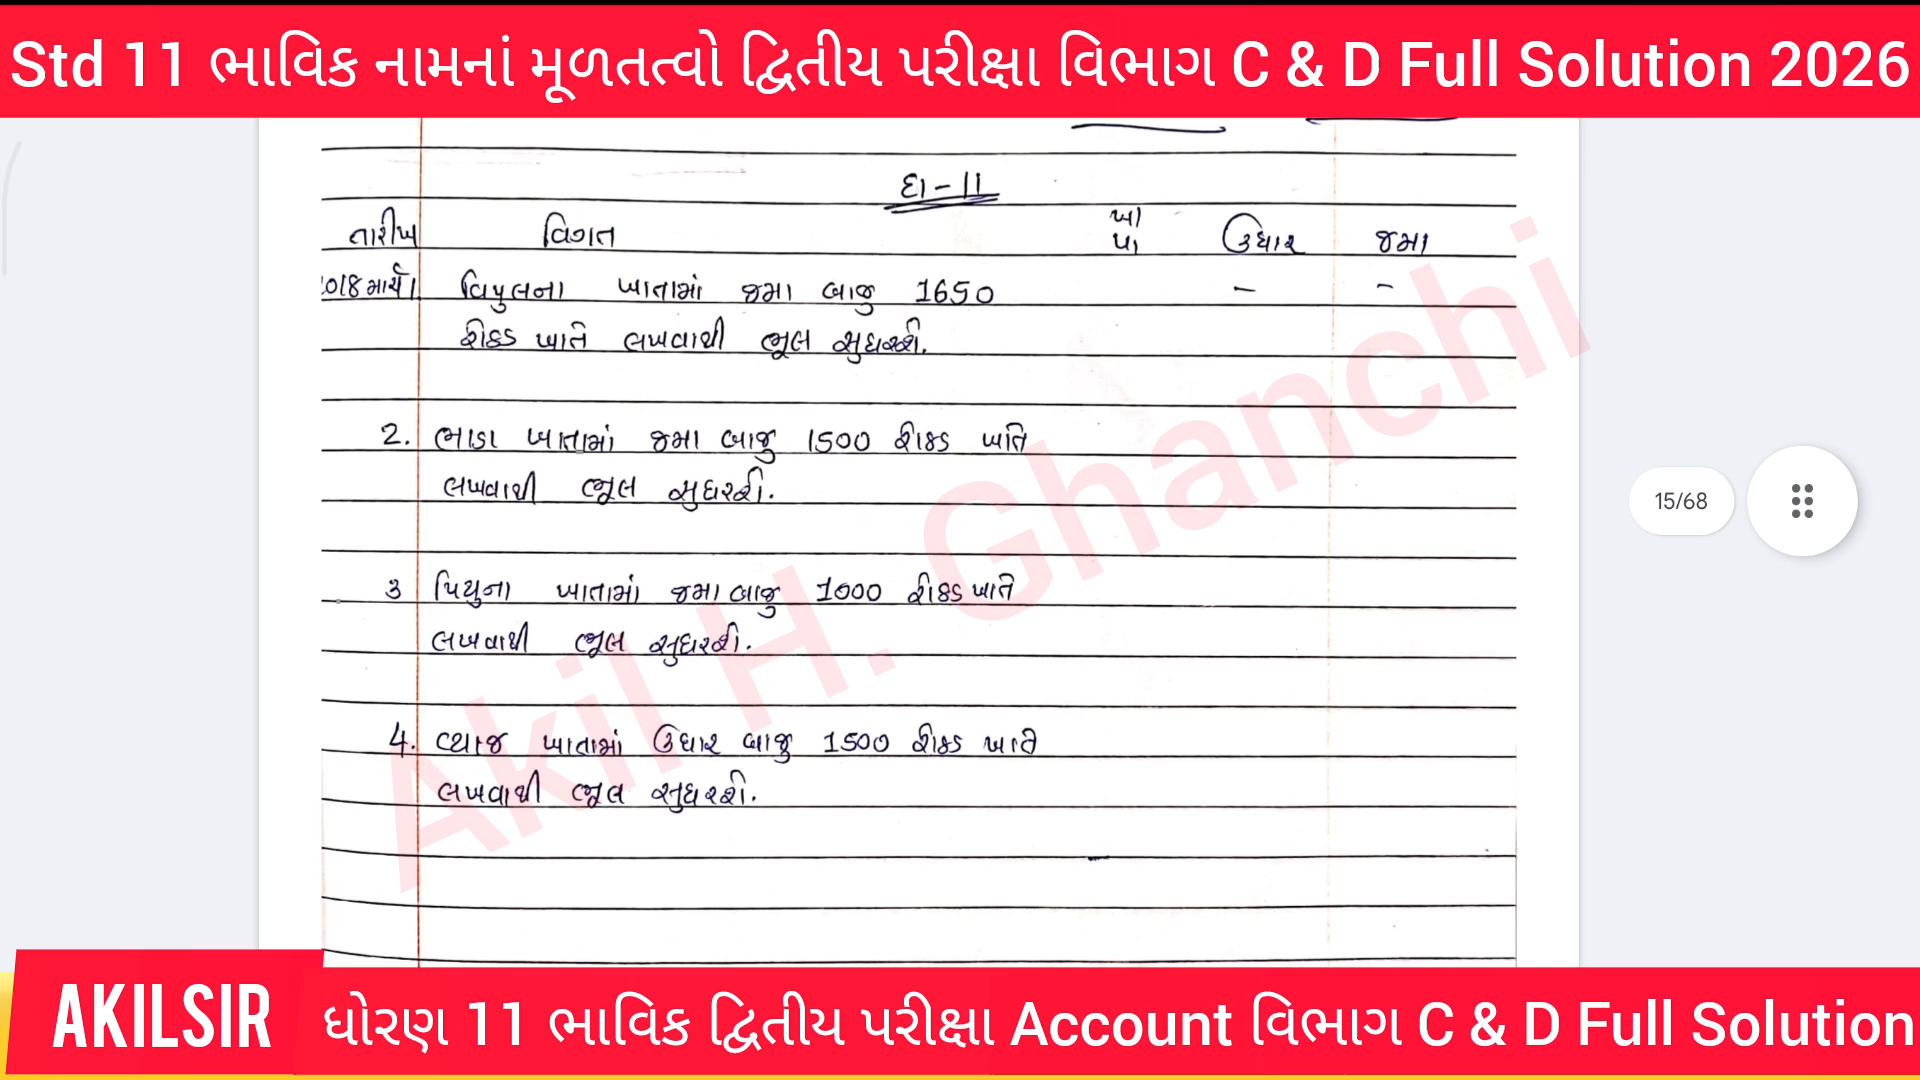 Std 11 ભાવિક નામનાં મૂળતત્વો દ્વિતીય પરીક્ષા વિભાગ C & D Full Solution 2026
દા-11
તારીખ વિગત ખા પા ઉધાર જમા
2018 માર્ચ 1 વિપુલના ખાતામાં જમા બાજુ 1650 - -
રોકડ ખાતે લખવાથી ભૂલ સુધરશે.
2. ભાડા ખાતામાં જમા બાજુ 1500 રોકડ ખાતે
લખવાથી ભૂલ સુધરશે.
3 પિયુના ખાતામાં જમા બાજુ 1000 રોકડ ખાતે
લખવાથી ભૂલ સુધરશે.
4. વ્યાજ ખાતામાં ઉધાર બાજુ 1500 રોકડ ખાતે
લખવાથી ભૂલ સુધરશે.
Akil H. Ghanchi
15/68
AKILSIR
ધોરણ 11 ભાવિક દ્વિતીય પરીક્ષા Account વિભાગ C & D Full Solution